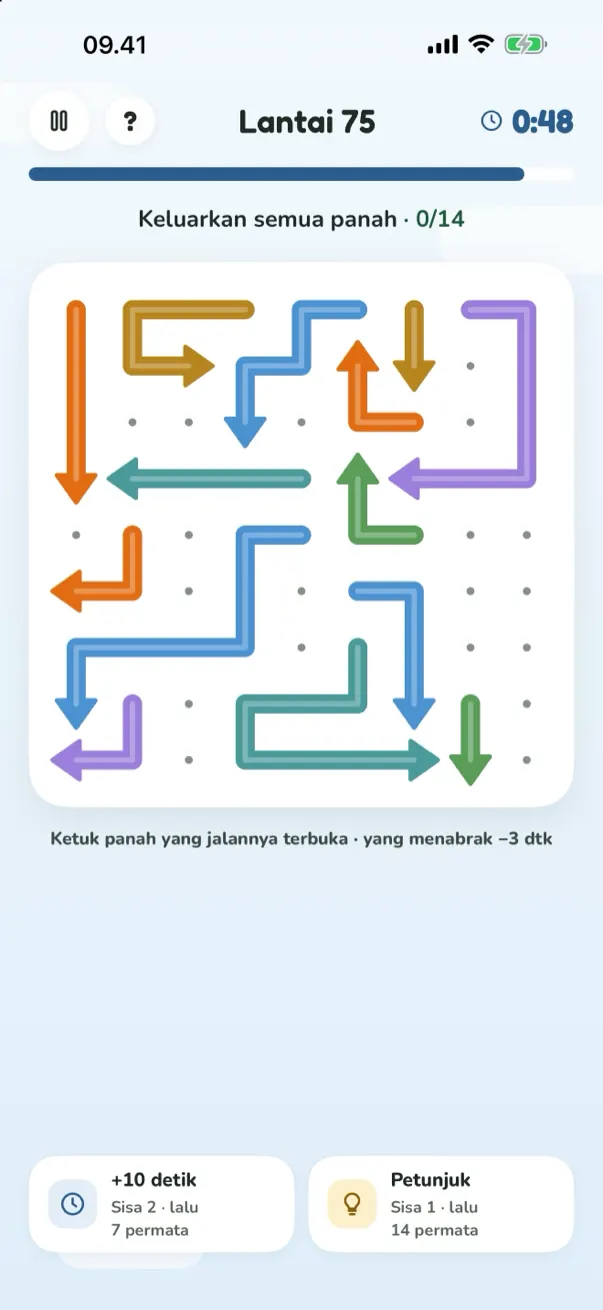 09.41
?
Lantai 75
0:48
Keluarkan semua panah · 0/14
Ketuk panah yang jalannya terbuka · yang menabrak −3 dtk
+10 detik
Sisa 2 · lalu
7 permata
Petunjuk
Sisa 1 · lalu
14 permata